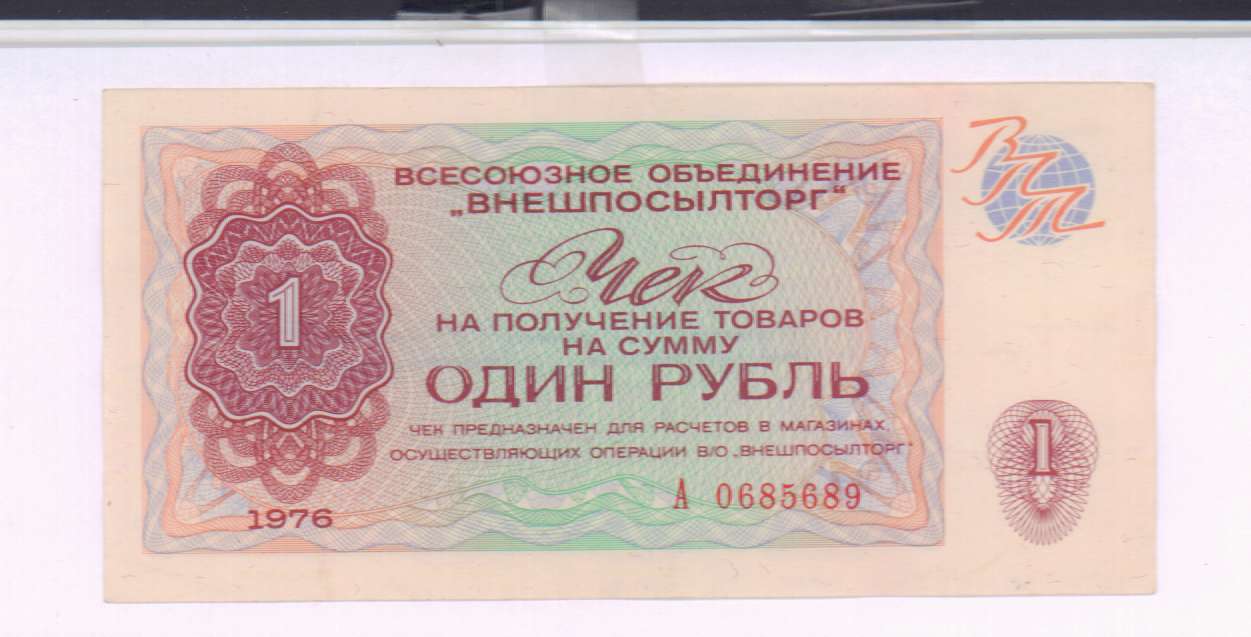 ВСЕСОЮЗНОЕ ОБЪЕДИНЕНИЕ
„ВНЕШПОСЫЛТОРГ“
ВПТ
Чек
НА ПОЛУЧЕНИЕ ТОВАРОВ
НА СУММУ
1
ОДИН РУБЛЬ
ЧЕК ПРЕДНАЗНАЧЕН ДЛЯ РАСЧЕТОВ В МАГАЗИНАХ,
ОСУЩЕСТВЛЯЮЩИХ ОПЕРАЦИИ В/О „ВНЕШПОСЫЛТОРГ“
1
А 0685689
1976